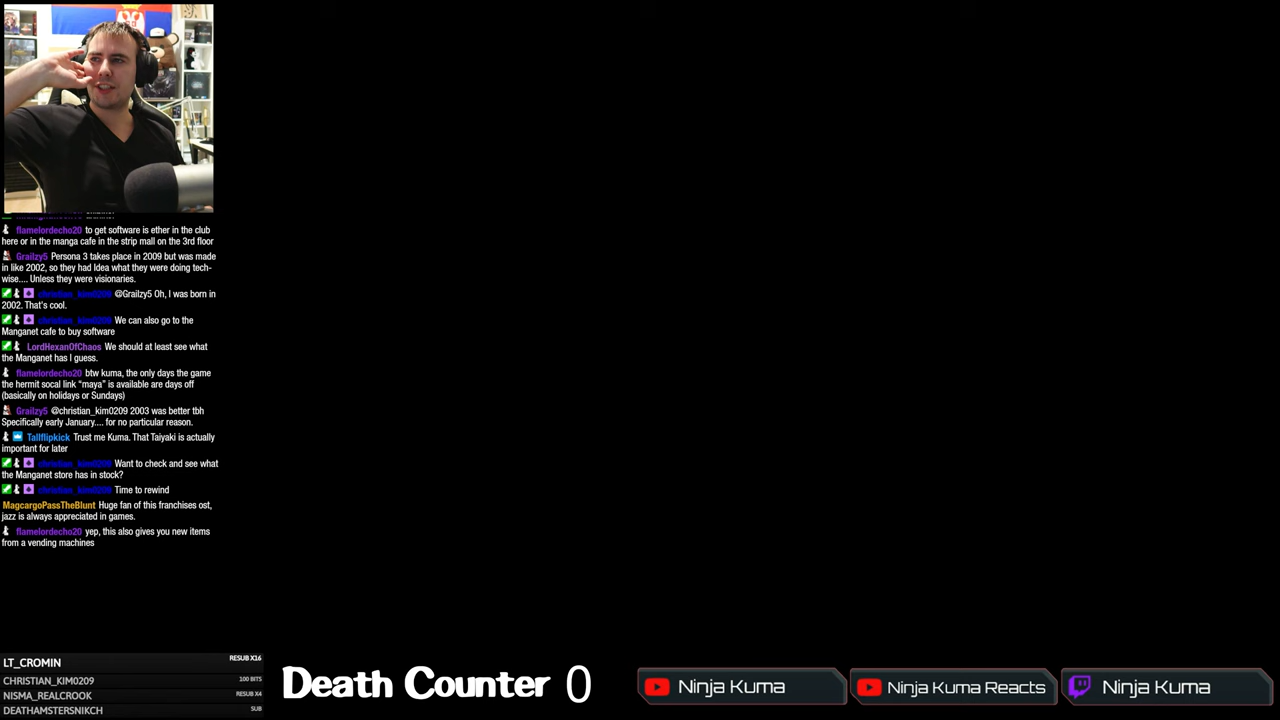 flamelordecho20 to get software is ether in the club
here or in the manga cafe in the strip mall on the 3rd floor
Grailzy5 Persona 3 takes place in 2009 but was made
in like 2002, so they had Idea what they were doing tech-
wise.... Unless they were visionaries.
christian_kim0209 @Grailzy5 Oh, I was born in
2002. That's cool.
christian_kim0209 We can also go to the
Manganet cafe to buy software
LordHexanOfChaos We should at least see what
the Manganet has I guess.
flamelordecho20 btw kuma, the only days the game
the hermit socal link "maya" is available are days off
(basically on holidays or Sundays)
Grailzy5 @christian_kim0209 2003 was better tbh
Specifically early January.... for no particular reason.
Tallflipkick Trust me Kuma. That Taiyaki is actually
important for later
christian_kim0209 Want to check and see what
the Manganet store has in stock?
christian_kim0209 Time to rewind
MagcargoPassTheBlunt Huge fan of this franchises ost,
jazz is always appreciated in games.
flamelordecho20 yep, this also gives you new items
from a vending machines
LT_CROMIN RESUB X16
CHRISTIAN_KIM0209 100 BITS
NISMA_REALCROOK RESUB X4
DEATHAMSTERSNIKCH SUB
Death Counter 0
Ninja Kuma
Ninja Kuma Reacts
Ninja Kuma